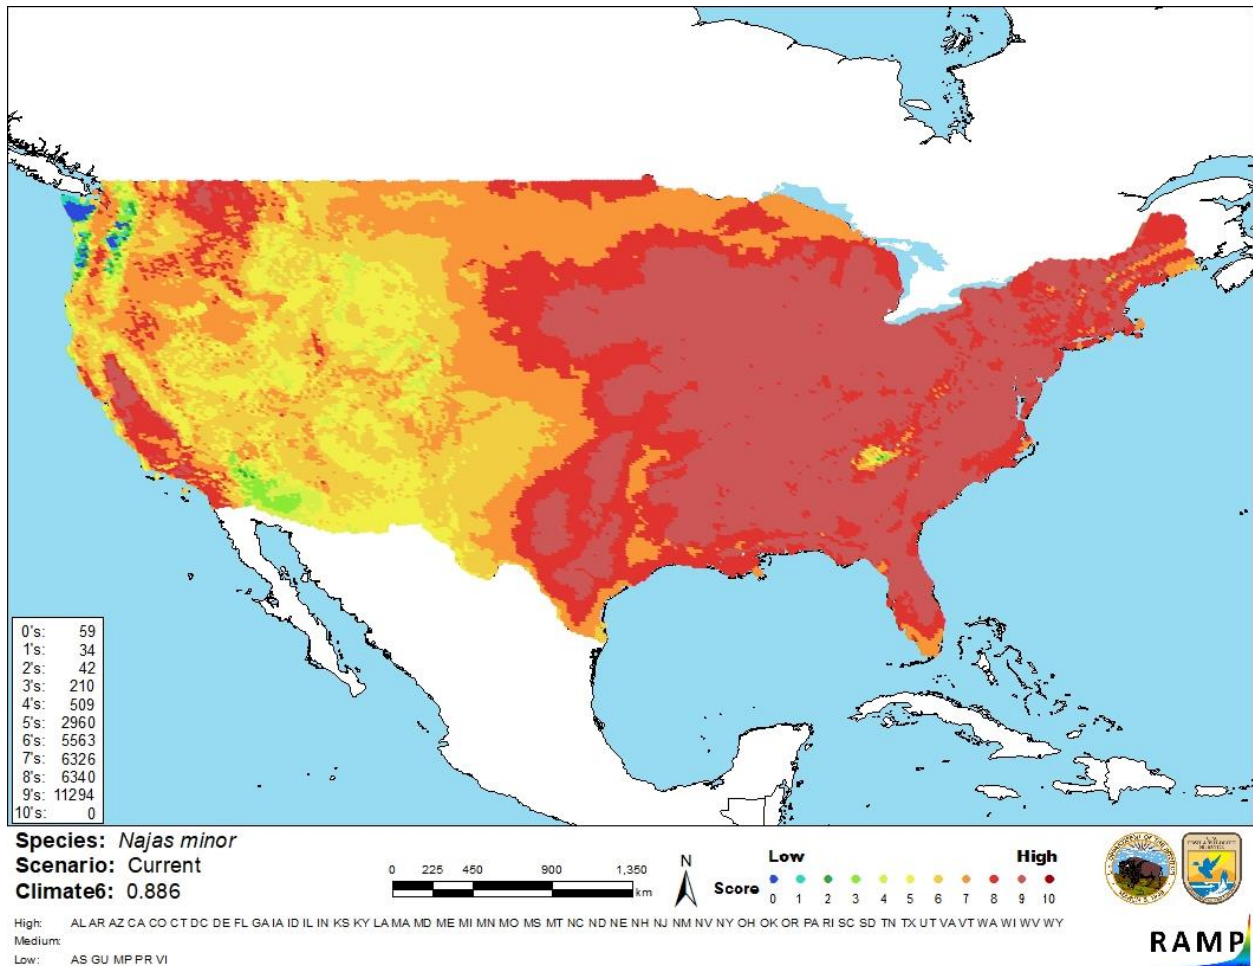 0's: 59
1's: 34
2's: 42
3's: 210
4's: 509
5's: 2960
6's: 5563
7's: 6326
8's: 6340
9's: 11294
10's: 0
Species: Najas minor
Scenario: Current
Climate6: 0.886
0 225 450 900 1,350
km
N
Low High
Score
0 1 2 3 4 5 6 7 8 9 10
High: AL AR AZ CA CO CT DC DE FL GA IA ID IL IN KS KY LA MA MD ME MI MN MO MS MT NC ND NE NH NJ NM NV NY OH OK OR PA RI SC SD TN TX UT VA VT WA WI WV WY
Medium:
Low: AS GU MP PR VI
RAMP